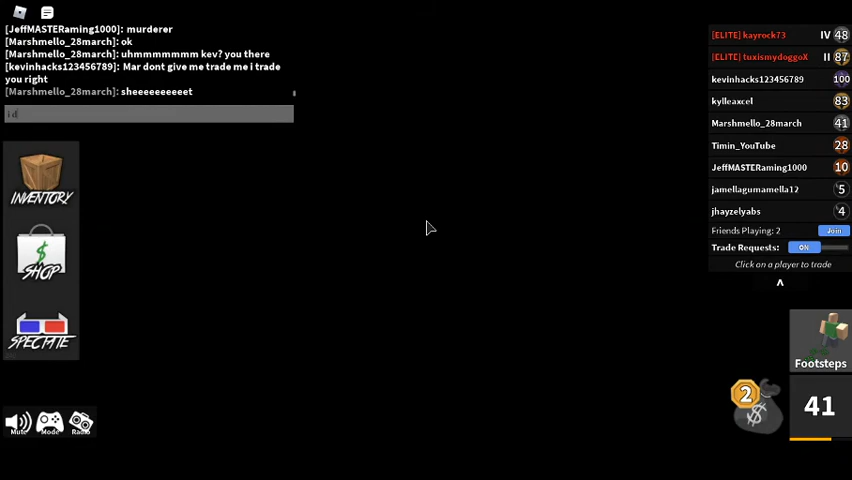 [JeffMASTERaming1000]: murderer
[Marshmello_28march]: ok
[Marshmello_28march]: uhmmmmmmm kev? you there
[kevinhacks123456789]: Mar dont give me trade me i trade
you right
[Marshmello_28march]: sheeeeeeeeeet
i d
INVENTORY
SHOP
SPECTATE
Mute Mode Radio
[ELITE] kayrock73 IV 48
[ELITE] tuxismydoggoX II 87
kevinhacks123456789 100
kylleaxcel 83
Marshmello_28march 41
Timin_YouTube 28
JeffMASTERaming1000 10
jamellagumamella12 5
jhayzelyabs 4
Friends Playing: 2 Join
Trade Requests: ON
Click on a player to trade
^
Footsteps
2
41